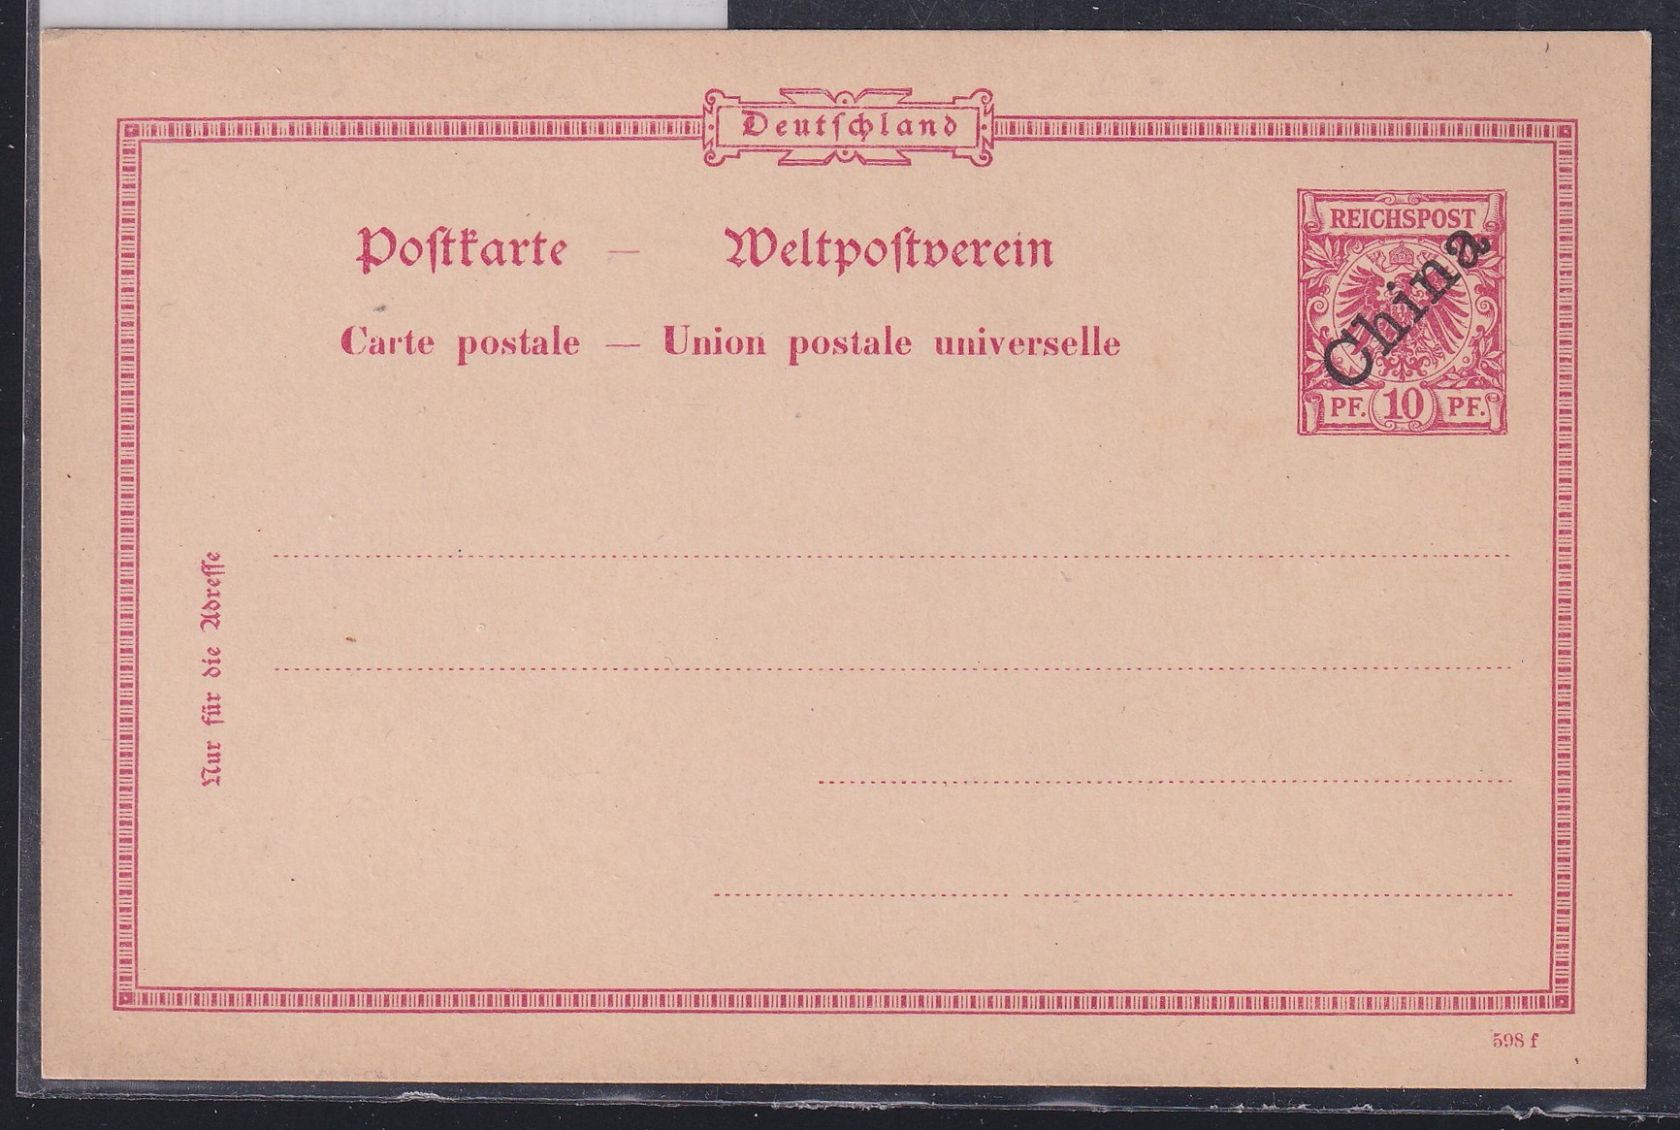 Deutschland
REICHSPOST
China
PF. 10 PF.
Postkarte — Weltpostverein
Carte postale — Union postale universelle
Nur für die Adresse
598 f